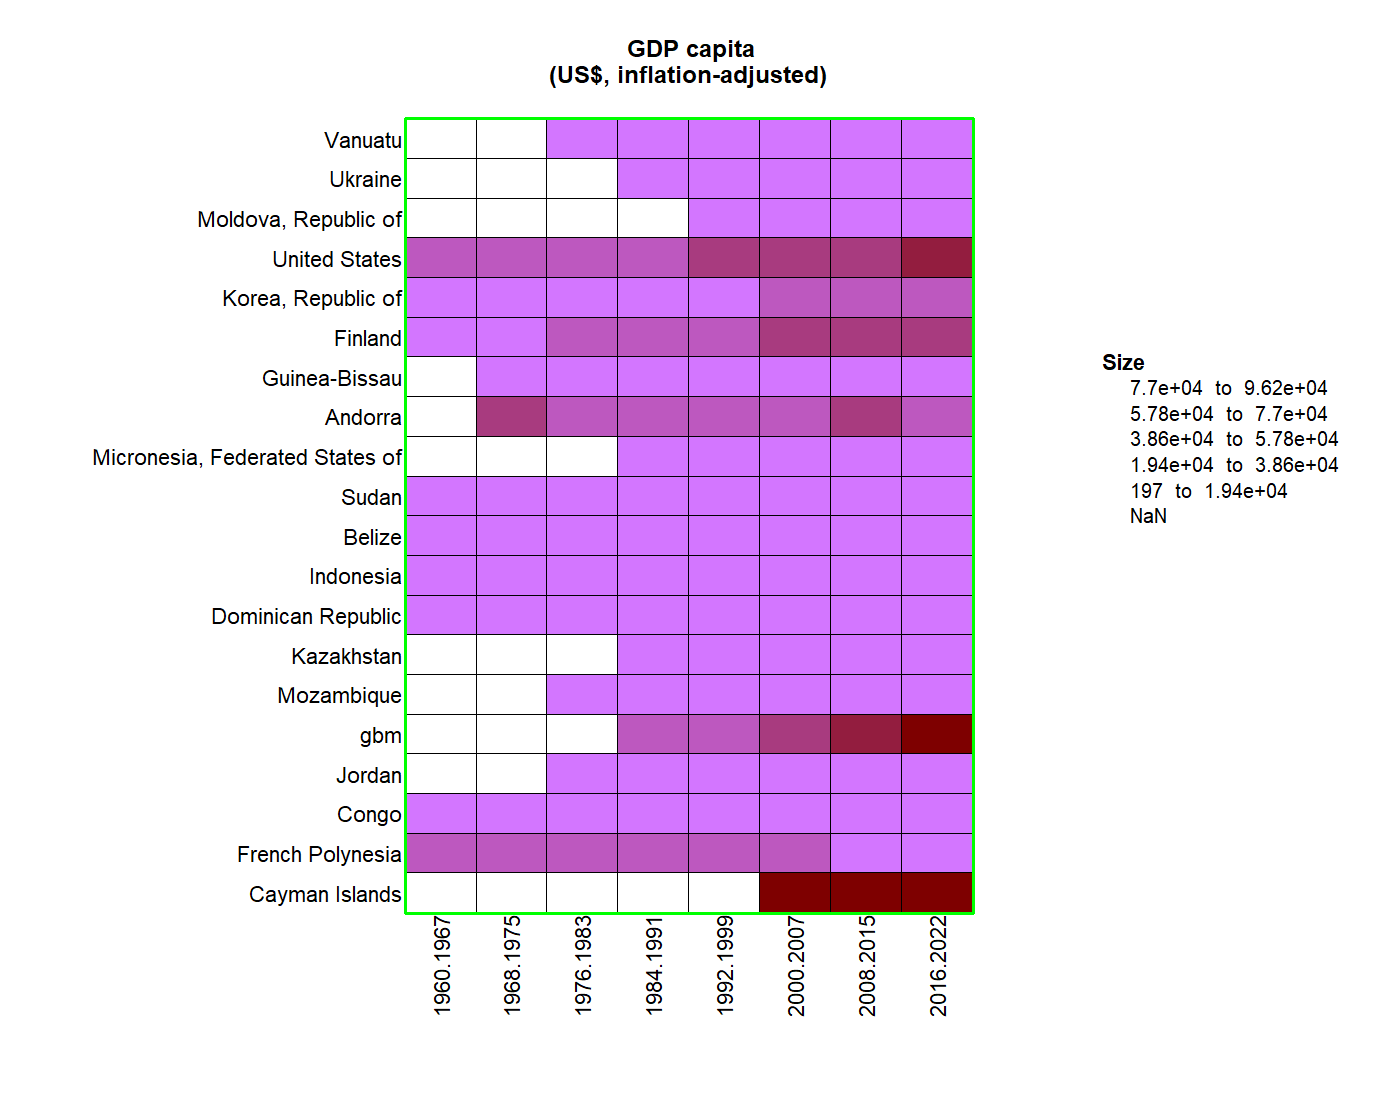 GDP capita
(US$, inflation-adjusted)
Vanuatu
Ukraine
Moldova, Republic of
United States
Korea, Republic of
Finland
Guinea-Bissau
Andorra
Micronesia, Federated States of
Sudan
Belize
Indonesia
Dominican Republic
Kazakhstan
Mozambique
gbm
Jordan
Congo
French Polynesia
Cayman Islands
1960.1967
1968.1975
1976.1983
1984.1991
1992.1999
2000.2007
2008.2015
2016.2022
Size
7.7e+04 to 9.62e+04
5.78e+04 to 7.7e+04
3.86e+04 to 5.78e+04
1.94e+04 to 3.86e+04
197 to 1.94e+04
NaN